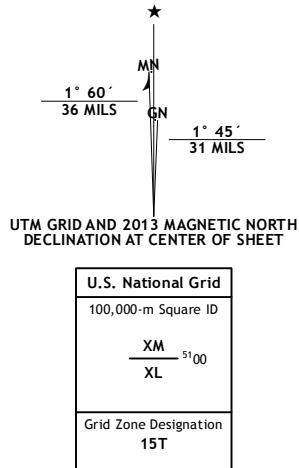 ★
MN
1° 60´
36 MILS
GN
1° 45´
31 MILS
UTM GRID AND 2013 MAGNETIC NORTH
DECLINATION AT CENTER OF SHEET
U.S. National Grid
100,000-m Square ID
XM
5100
XL
Grid Zone Designation
15T